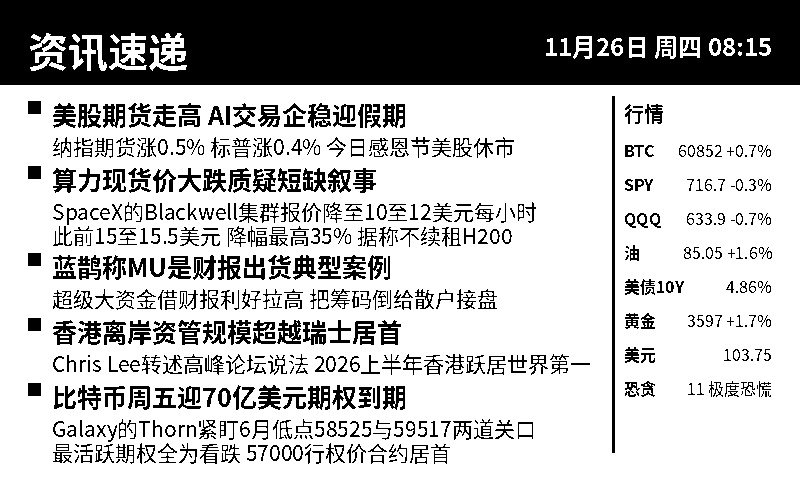 资讯速递
11月26日 周四 08:15
美股期货走高 AI交易企稳迎假期
纳指期货涨0.5% 标普涨0.4% 今日感恩节美股休市
算力现货价大跌质疑短缺叙事
SpaceX的Blackwell集群报价降至10至12美元每小时
此前15至15.5美元 降幅最高35% 据称不续租H200
蓝鹊称MU是财报出货典型案例
超级大资金借财报利好拉高 把筹码倒给散户接盘
香港离岸资管规模超越瑞士居首
Chris Lee转述高峰论坛说法 2026上半年香港跃居世界第一
比特币周五迎70亿美元期权到期
Galaxy的Thorn紧盯6月低点58525与59517两道关口
最活跃期权全为看跌 57000行权价合约居首
行情
BTC 60852 +0.7%
SPY 716.7 -0.3%
QQQ 633.9 -0.7%
油 85.05 +1.6%
美债10Y 4.86%
黄金 3597 +1.7%
美元 103.75
恐贪 11 极度恐慌